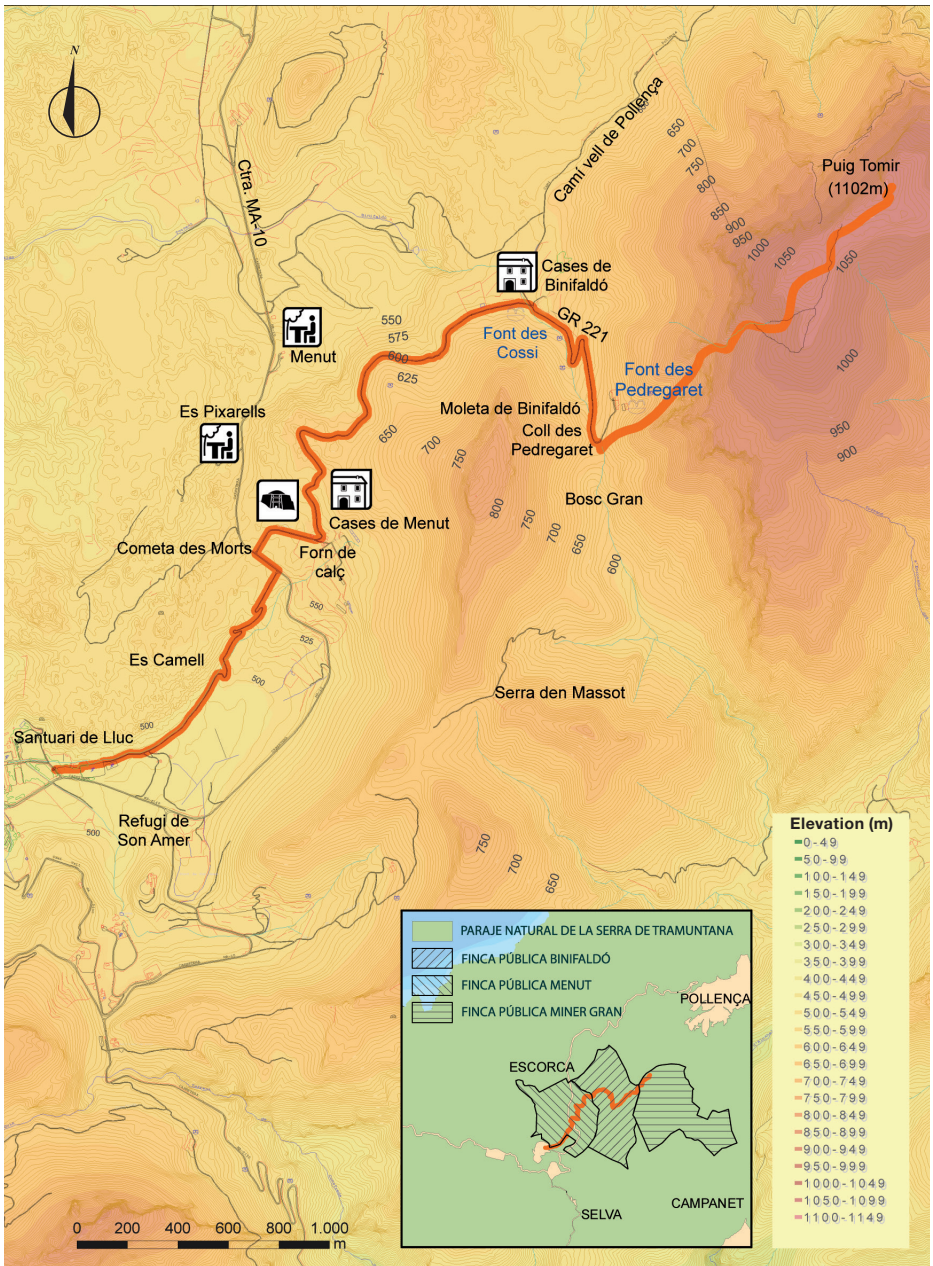 N
Camí vell de Pollença
650
700
750
800
850
900
950
1000
1050
Puig Tomir
(1102m)
1050
Ctra. MA-10
Cases de
Binifaldó
GR 221
550
575
600
625
Menut
Font des
Cossi
Font des
Pedregaret
1000
Es Pixarells
650
700
750
Moleta de Binifaldó
Coll des
Pedregaret
950
900
Bosc Gran
800
750
700
650
600
Cases de Menut
Cometa des Morts
Forn de
calç
550
525
500
Es Camell
Serra den Massot
500
Santuari de Lluc
Refugi de
Son Amer
500
750
700
650
Elevation (m)
0-49
50-99
100-149
150-199
200-249
250-299
300-349
350-399
400-449
450-499
500-549
550-599
600-649
650-699
700-749
750-799
800-849
850-899
900-949
950-999
1000-1049
1050-1099
1100-1149
PARAJE NATURAL DE LA SERRA DE TRAMUNTANA
FINCA PÚBLICA BINIFALDÓ
FINCA PÚBLICA MENUT
FINCA PÚBLICA MINER GRAN
POLLENÇA
ESCORCA
SELVA
CAMPANET
0 200 400 600 800 1.000
m